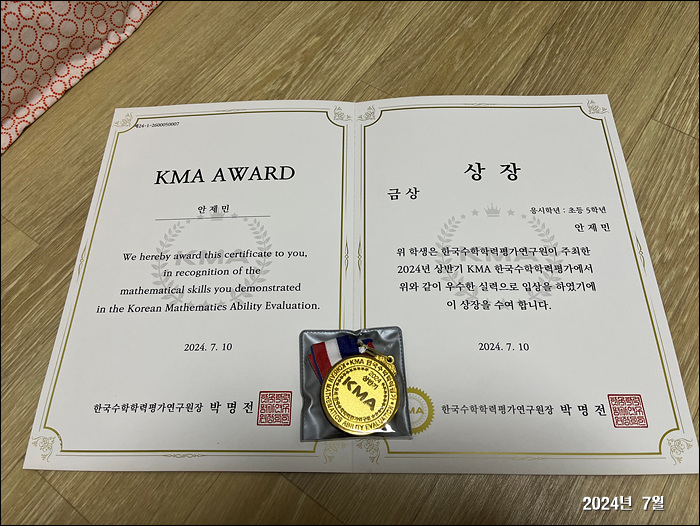 제24-1-2600050007
KMA AWARD
안 제 민
We hereby award this certificate to you,
in recognition of the
mathematical skills you demonstrated
in the Korean Mathematics Ability Evaluation.
2024. 7. 10
한국수학학력평가연구원장 박 명 전
상 장
금 상
응시학년 : 초등 5학년
안 제 민
위 학생은 한국수학학력평가연구원이 주최한
2024년 상반기 KMA 한국수학학력평가에서
위와 같이 우수한 실력으로 입상을 하였기에
이 상장을 수여 합니다.
2024. 7. 10
한국수학학력평가연구원장 박 명 전
KMA
KMA
KMA
2024년 7월